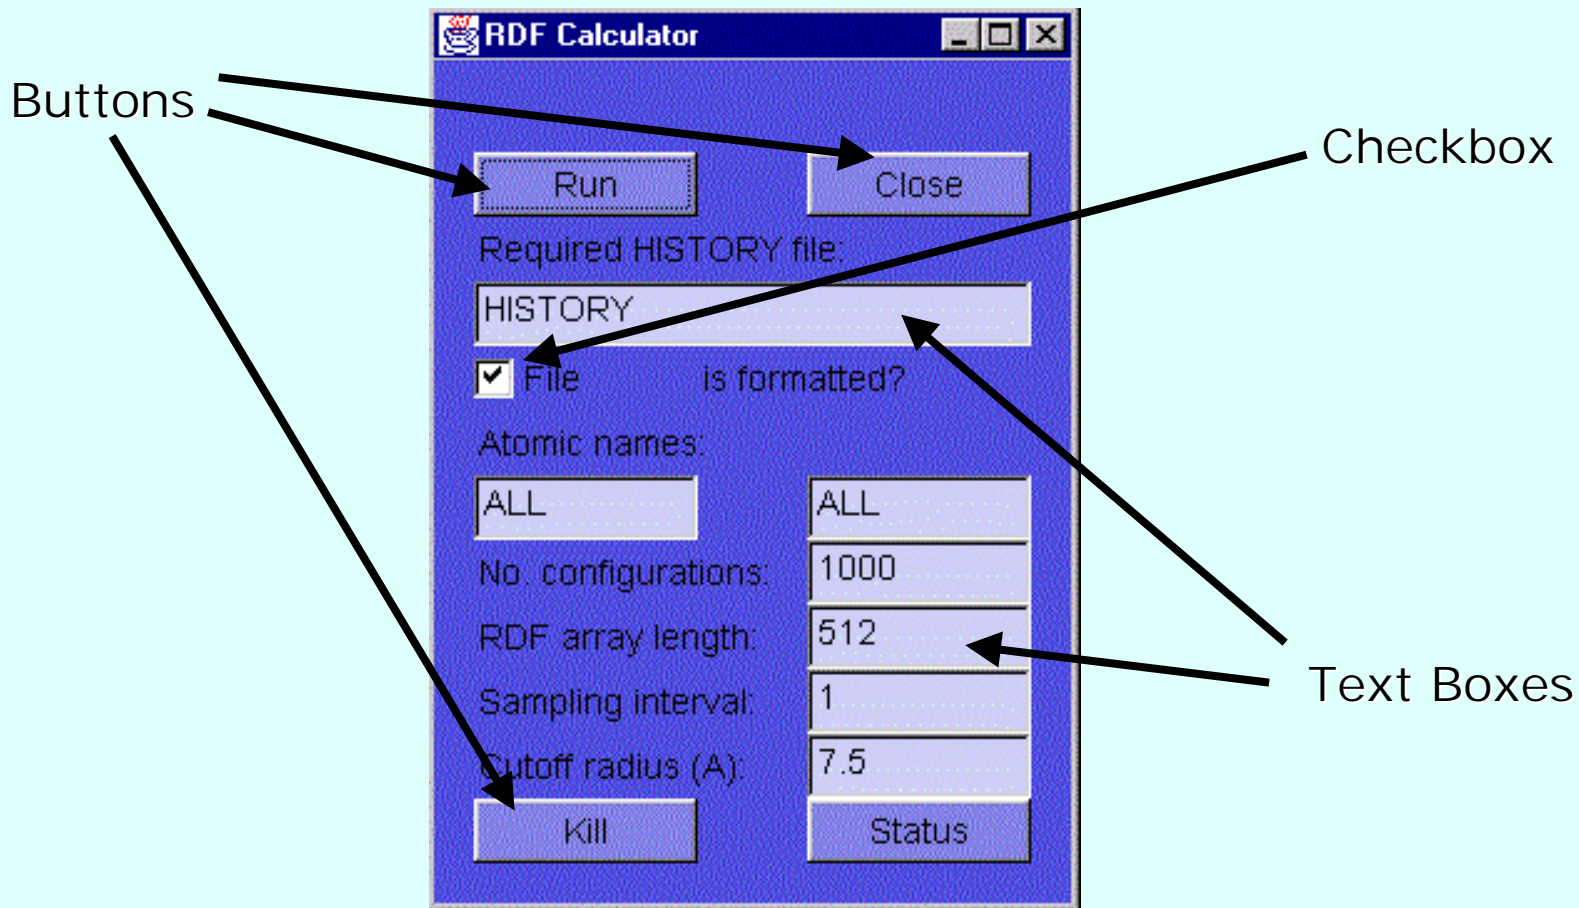 RDF Calculator
Buttons
Checkbox
Run Close
Required HISTORY file:
HISTORY
File is formatted?
Atomic names:
ALL ALL
No. configurations: 1000
RDF array length: 512
Sampling interval: 1
Text Boxes
Cutoff radius (A): 7.5
Kill Status